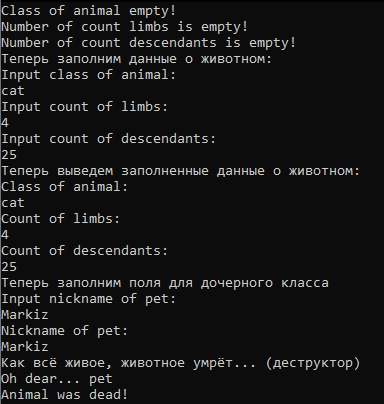 Class of animal empty!
Number of count limbs is empty!
Number of count descendants is empty!
Теперь заполним данные о животном:
Input class of animal:
cat
Input count of limbs:
4
Input count of descendants:
25
Теперь выведем заполненные данные о животном:
Class of animal:
cat
Count of limbs:
4
Count of descendants:
25
Теперь заполним поля для дочерного класса
Input nickname of pet:
Markiz
Nickname of pet:
Markiz
Как всё живое, животное умрёт... (деструктор)
Oh dear... pet
Animal was dead!